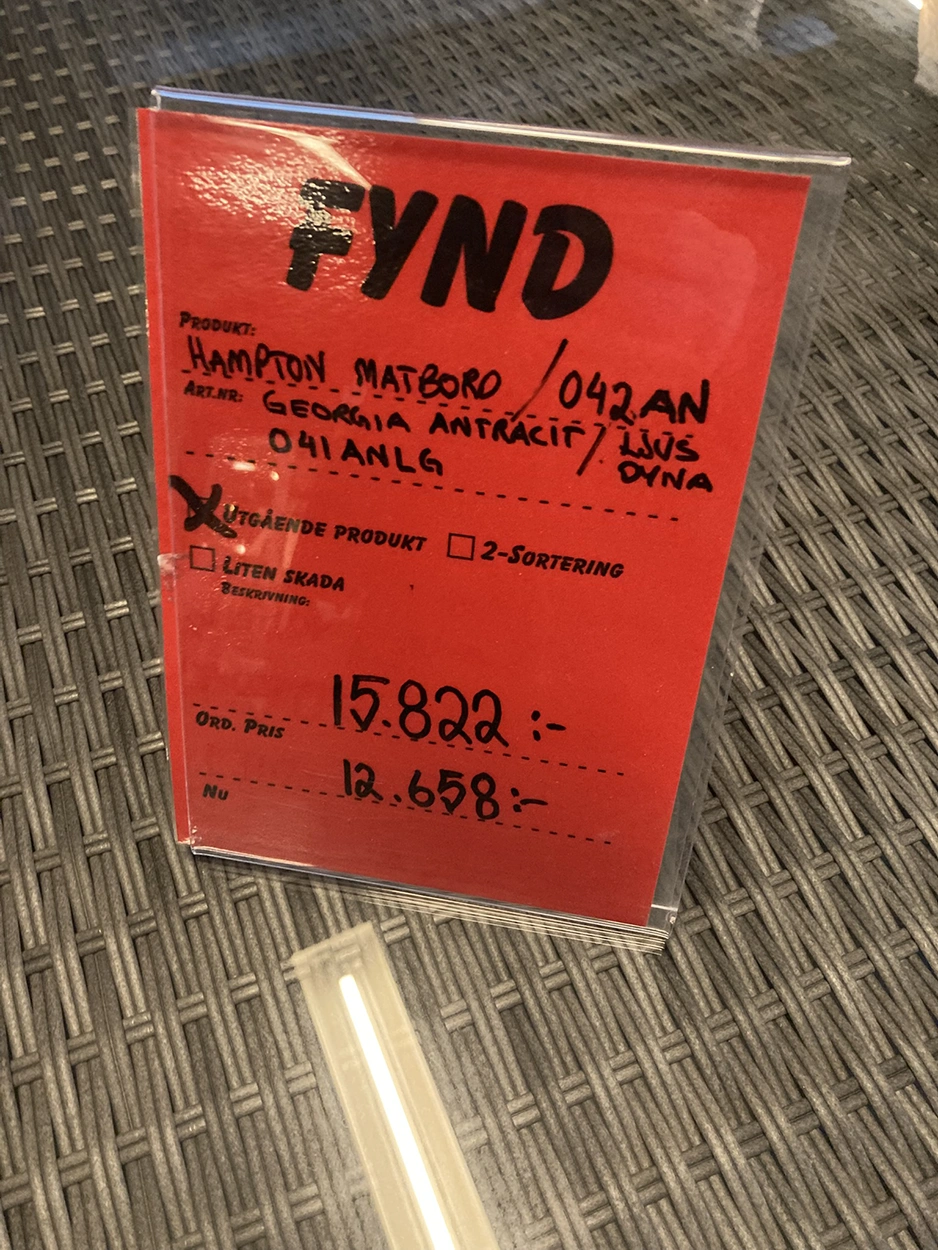 FYND
PRODUKT:
HAMPTON MATBORD / 042AN
ART.NR: GEORGIA ANTRACIT / LJUS
041ANLG DYNA
X UTGÅENDE PRODUKT 2-SORTERING
LITEN SKADA
BESKRIVNING:
ORD. PRIS 15.822 :-
NU 12.658 :-